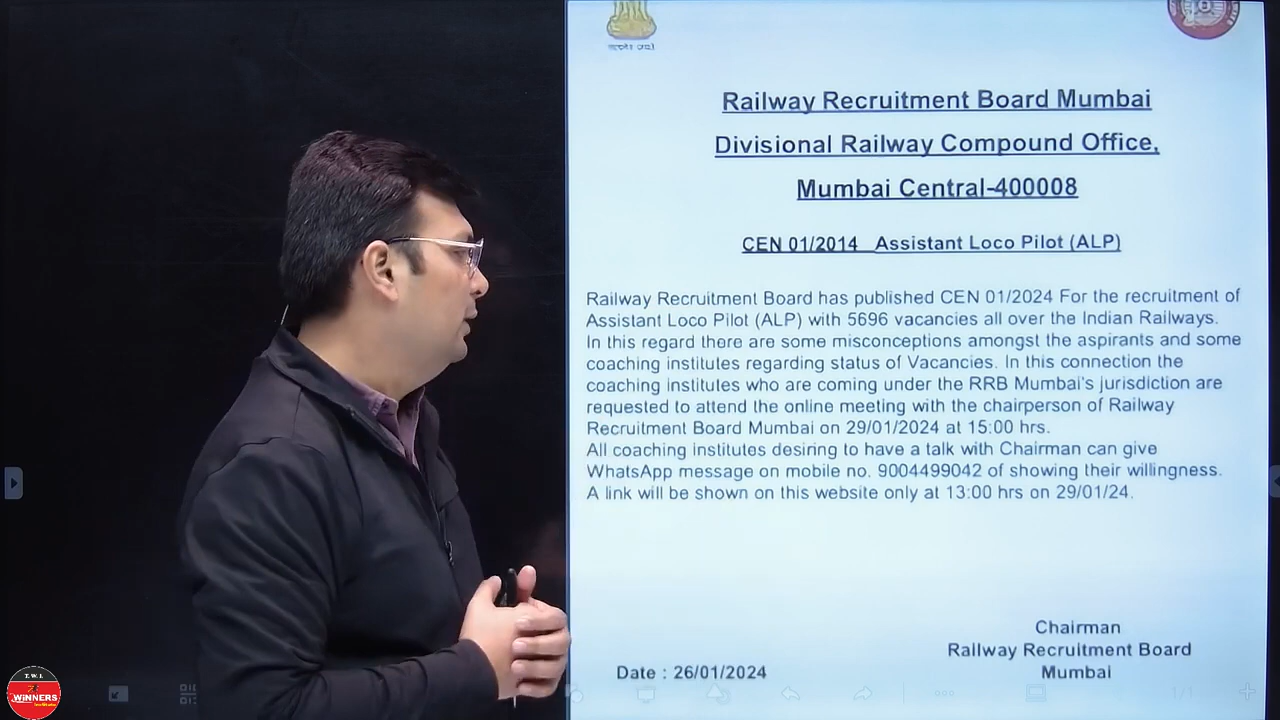 सत्यमेव जयते
Railway Recruitment Board Mumbai
Divisional Railway Compound Office,
Mumbai Central-400008
CEN 01/2014 Assistant Loco Pilot (ALP)
Railway Recruitment Board has published CEN 01/2024 For the recruitment of
Assistant Loco Pilot (ALP) with 5696 vacancies all over the Indian Railways.
In this regard there are some misconceptions amongst the aspirants and some
coaching institutes regarding status of Vacancies. In this connection the
coaching institutes who are coming under the RRB Mumbai's jurisdiction are
requested to attend the online meeting with the chairperson of Railway
Recruitment Board Mumbai on 29/01/2024 at 15:00 hrs.
All coaching institutes desiring to have a talk with Chairman can give
WhatsApp message on mobile no. 9004499042 of showing their willingness.
A link will be shown on this website only at 13:00 hrs on 29/01/24.
Chairman
Railway Recruitment Board
Mumbai
Date : 26/01/2024
T.W.I.
WINNERS
1/1